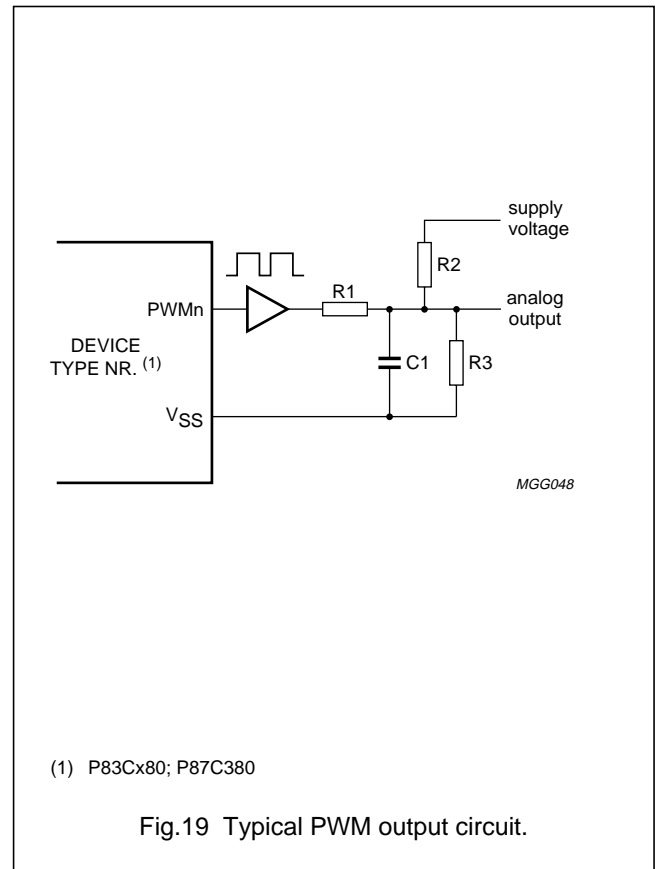 supply
voltage
R2
R1
PWMn
analog
output
DEVICE
TYPE NR. (1)
C1
R3
VSS
MGG048
(1) P83Cx80; P87C380
Fig.19 Typical PWM output circuit.